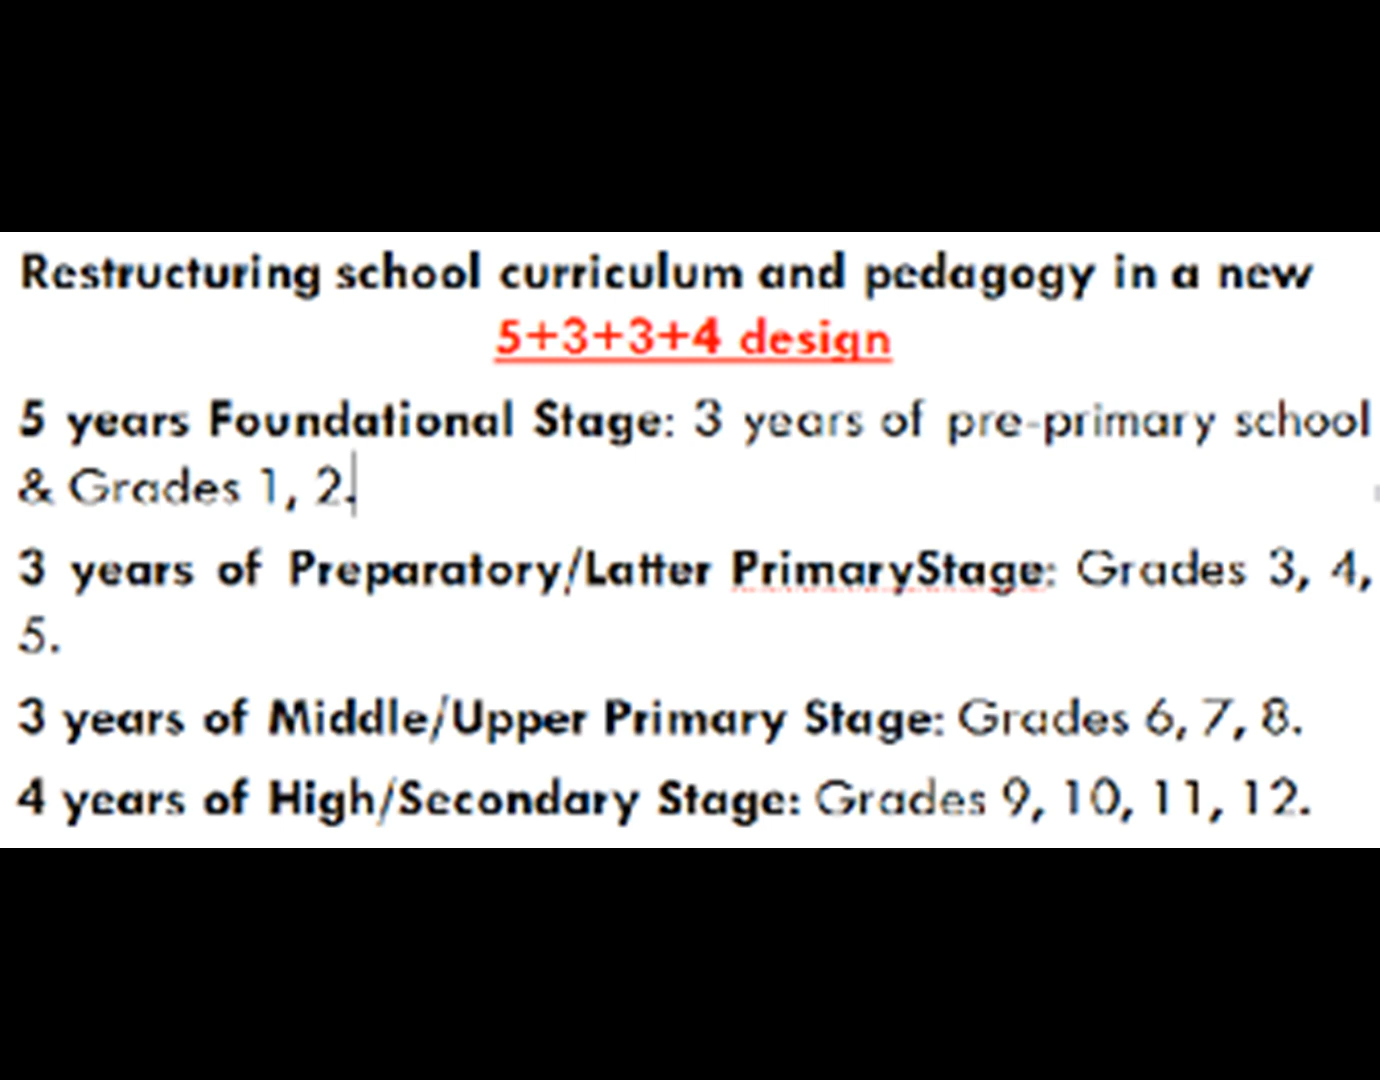 Restructuring school curriculum and pedagogy in a new
5+3+3+4 design
5 years Foundational Stage: 3 years of pre-primary school
& Grades 1, 2.
3 years of Preparatory/Latter PrimaryStage: Grades 3, 4,
5.
3 years of Middle/Upper Primary Stage: Grades 6, 7, 8.
4 years of High/Secondary Stage: Grades 9, 10, 11, 12.